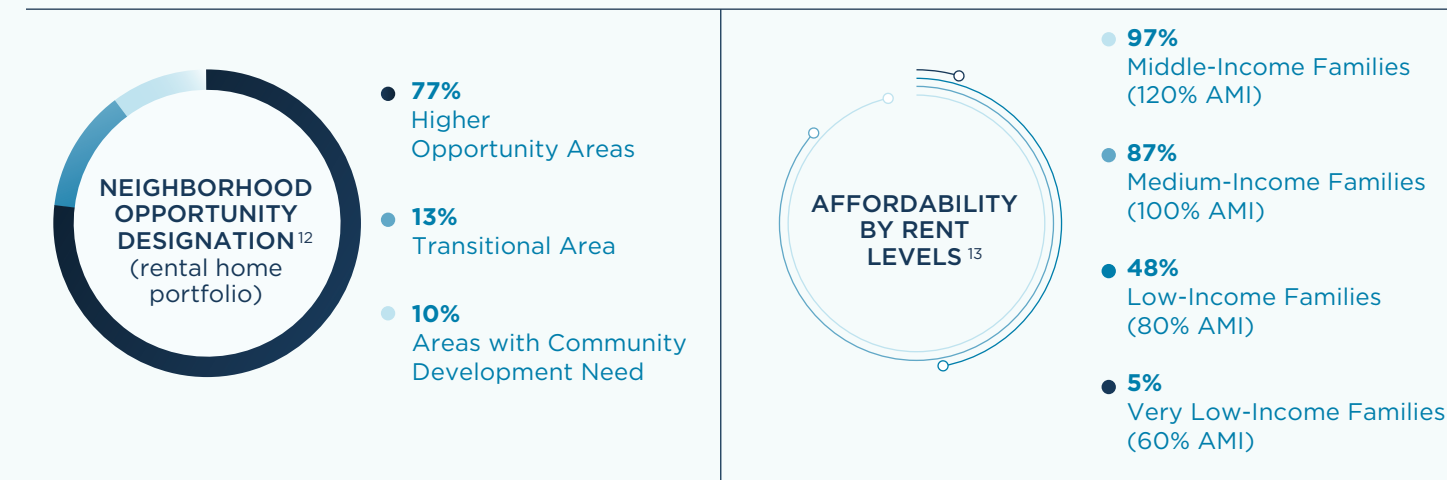 NEIGHBORHOOD
OPPORTUNITY
DESIGNATION 12
(rental home
portfolio)
77%
Higher
Opportunity Areas
13%
Transitional Area
10%
Areas with Community
Development Need
AFFORDABILITY
BY RENT
LEVELS 13
97%
Middle-Income Families
(120% AMI)
87%
Medium-Income Families
(100% AMI)
48%
Low-Income Families
(80% AMI)
5%
Very Low-Income Families
(60% AMI)